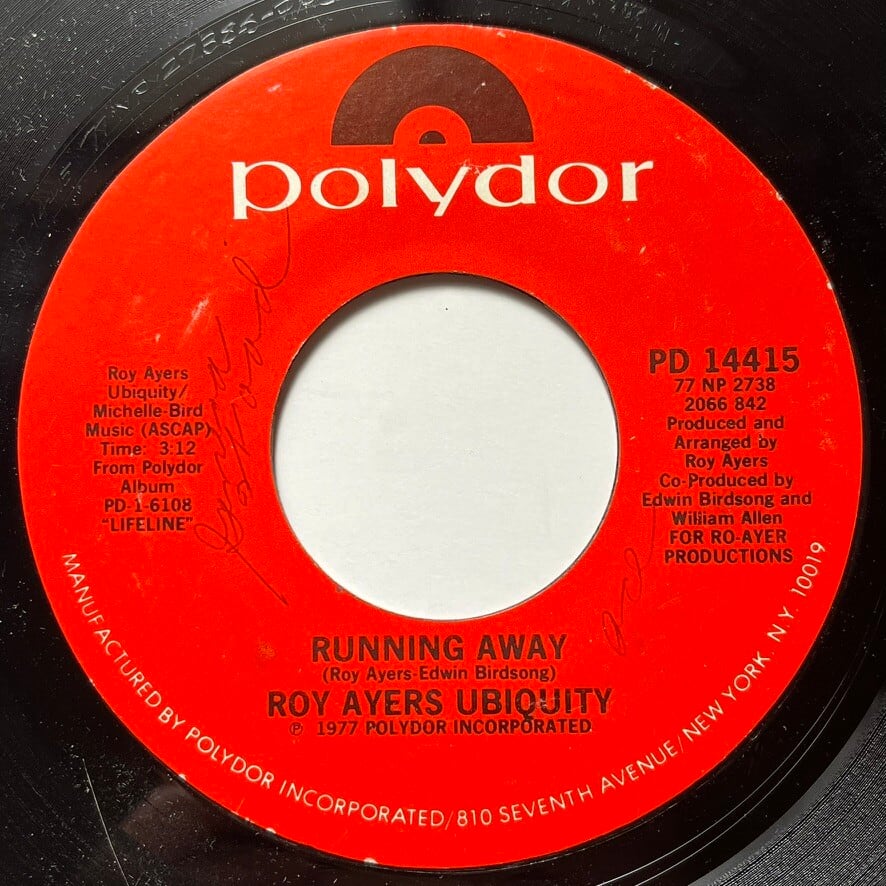 polydor
Roy Ayers
Ubiquity/
Michelle-Bird
Music (ASCAP)
Time: 3:12
From Polydor
Album
PD-1-6108
"LIFELINE"
PD 14415
77 NP 2738
2066 842
Produced and
Arranged by
Roy Ayers
Co-Produced by
Edwin Birdsong and
William Allen
FOR RO-AYER
PRODUCTIONS
RUNNING AWAY
(Roy Ayers-Edwin Birdsong)
ROY AYERS UBIQUITY
℗ 1977 POLYDOR INCORPORATED
MANUFACTURED BY POLYDOR INCORPORATED/810 SEVENTH AVENUE/NEW YORK, N.Y. 10019